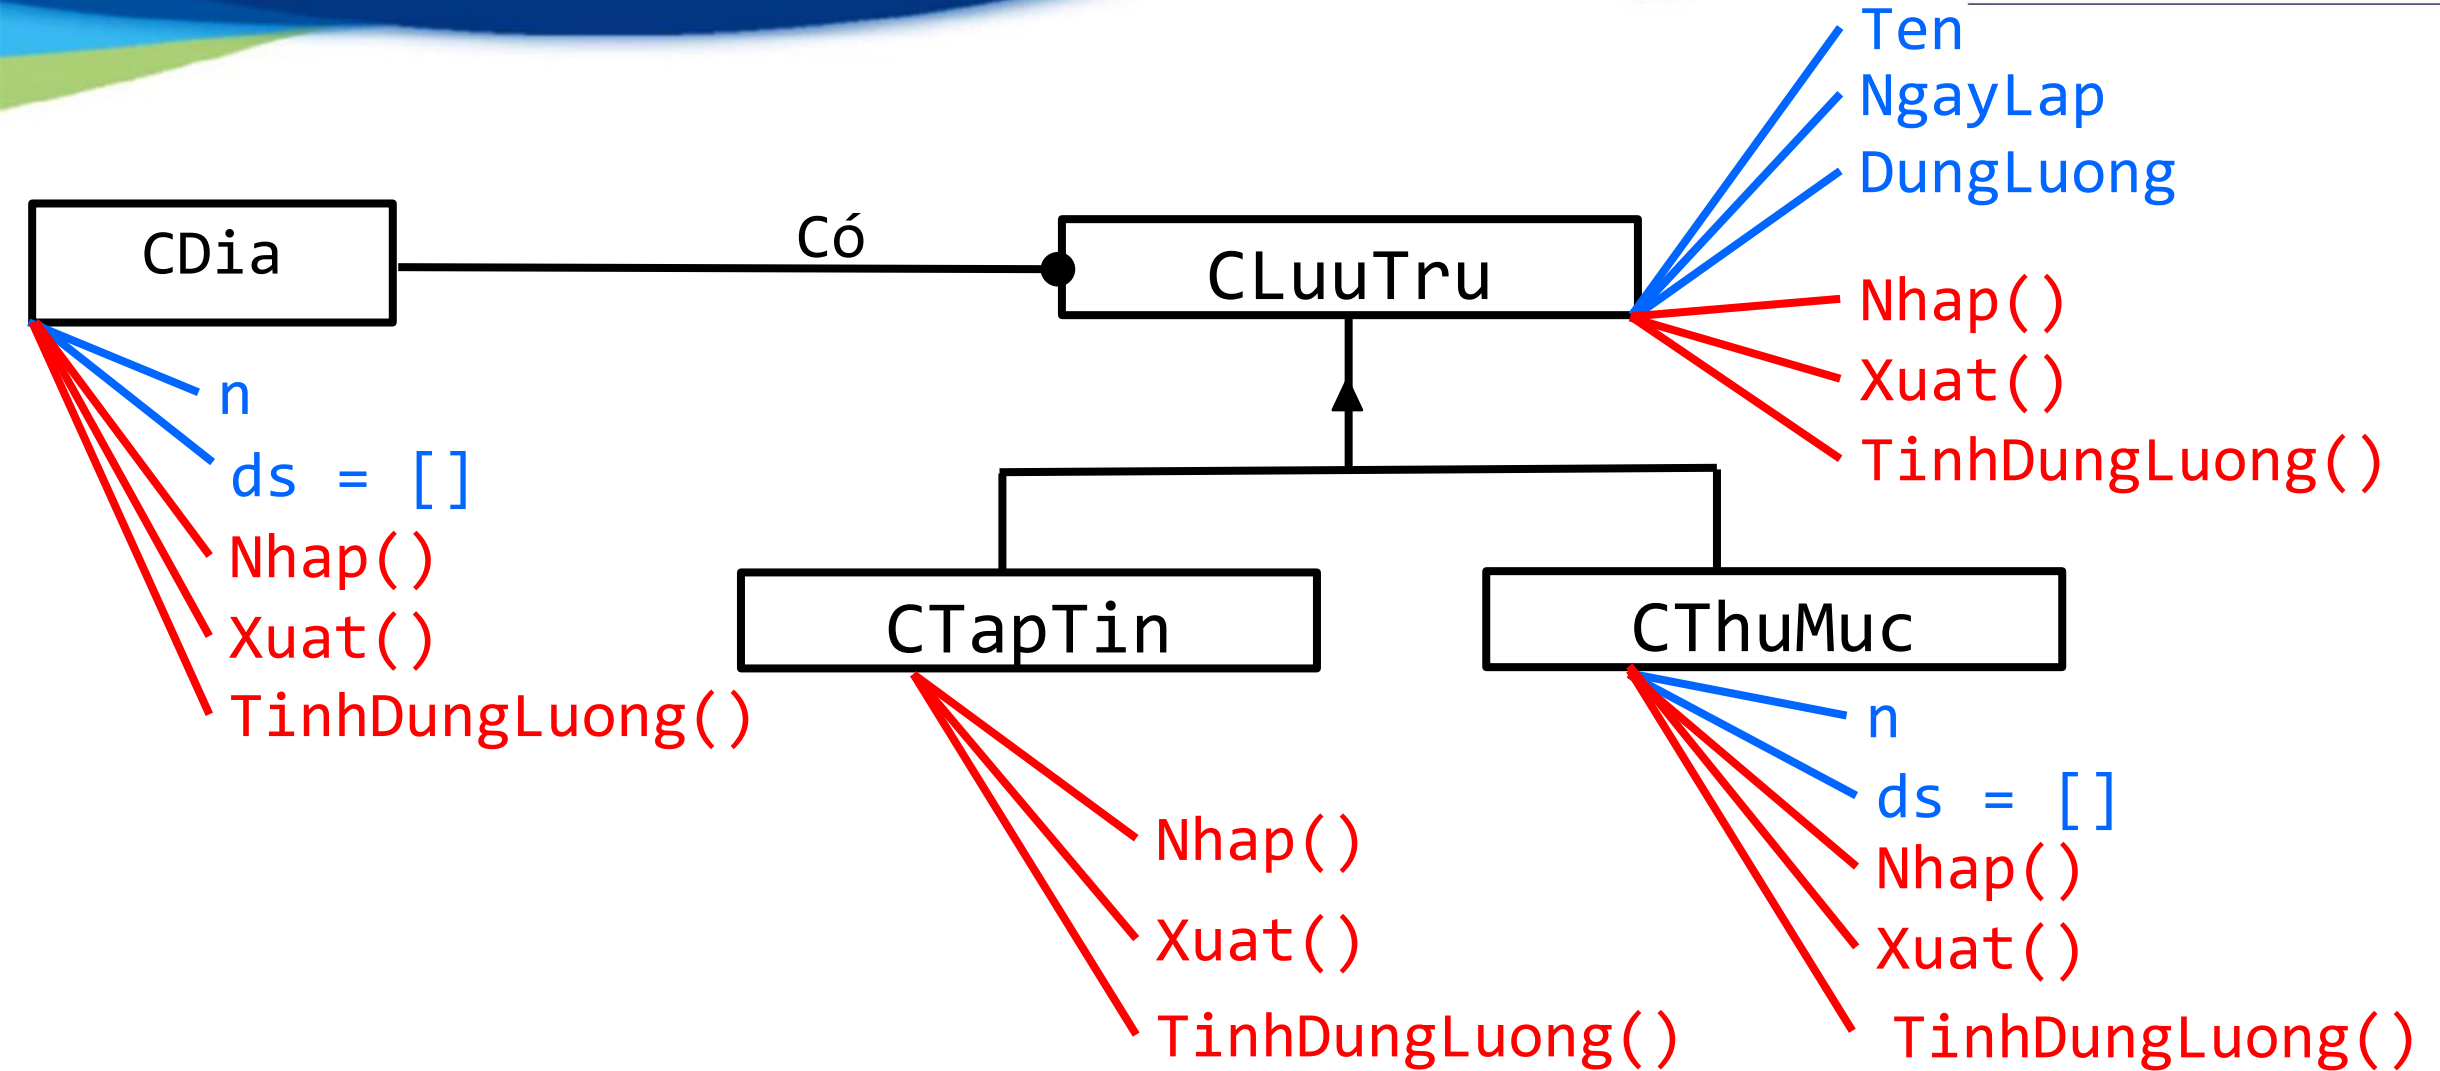 Ten
NgayLap
DungLuong
CDia
Có
CLuuTru
Nhap()
Xuat()
TinhDungLuong()
n
ds = []
Nhap()
Xuat()
TinhDungLuong()
CTapTin
CThuMuc
Nhap()
Xuat()
TinhDungLuong()
n
ds = []
Nhap()
Xuat()
TinhDungLuong()